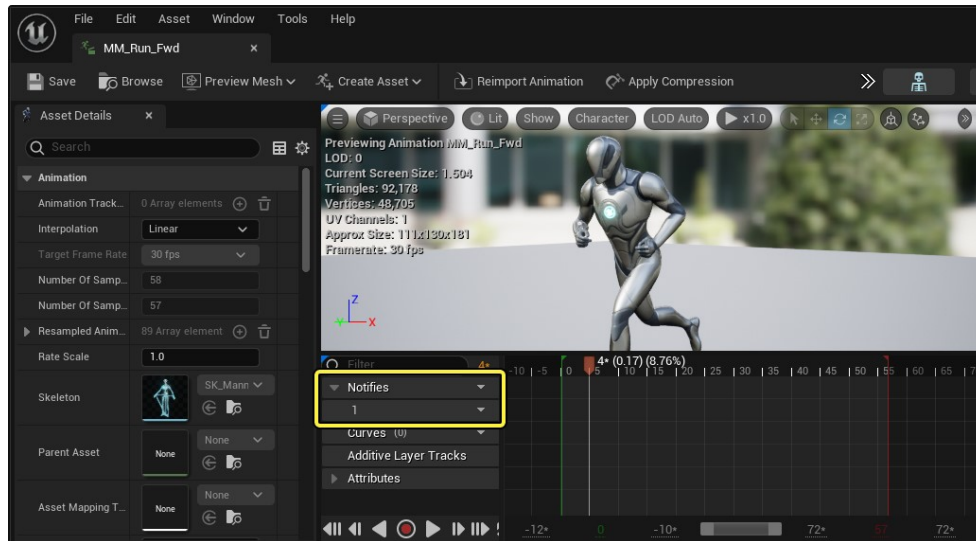 File Edit Asset Window Tools Help
MM_Run_Fwd ×
Save Browse Preview Mesh Create Asset Reimport Animation Apply Compression
Asset Details ×
Search
Animation
Animation Track... 0 Array elements
Interpolation Linear
Target Frame Rate 30 fps
Number Of Samp... 58
Number Of Samp... 57
Resampled Anim... 89 Array element
Rate Scale 1.0
Skeleton SK_Mann
Parent Asset None None
Asset Mapping T... None None
Perspective Lit Show Character LOD Auto x1.0
Previewing Animation MM_Run_Fwd
LOD: 0
Current Screen Size: 1.504
Triangles: 92,178
Vertices: 48,705
UV Channels: 1
Approx Size: 111x130x181
Framerate: 30 fps
Z
Y X
Filter 4*
4* (0.17) (8.76%)
-10 -5 0 5 10 15 20 25 30 35 40 45 50 55 60 65
Notifies
1
Curves (0)
Additive Layer Tracks
Attributes
-12* 0 -10* 72* 57 72*